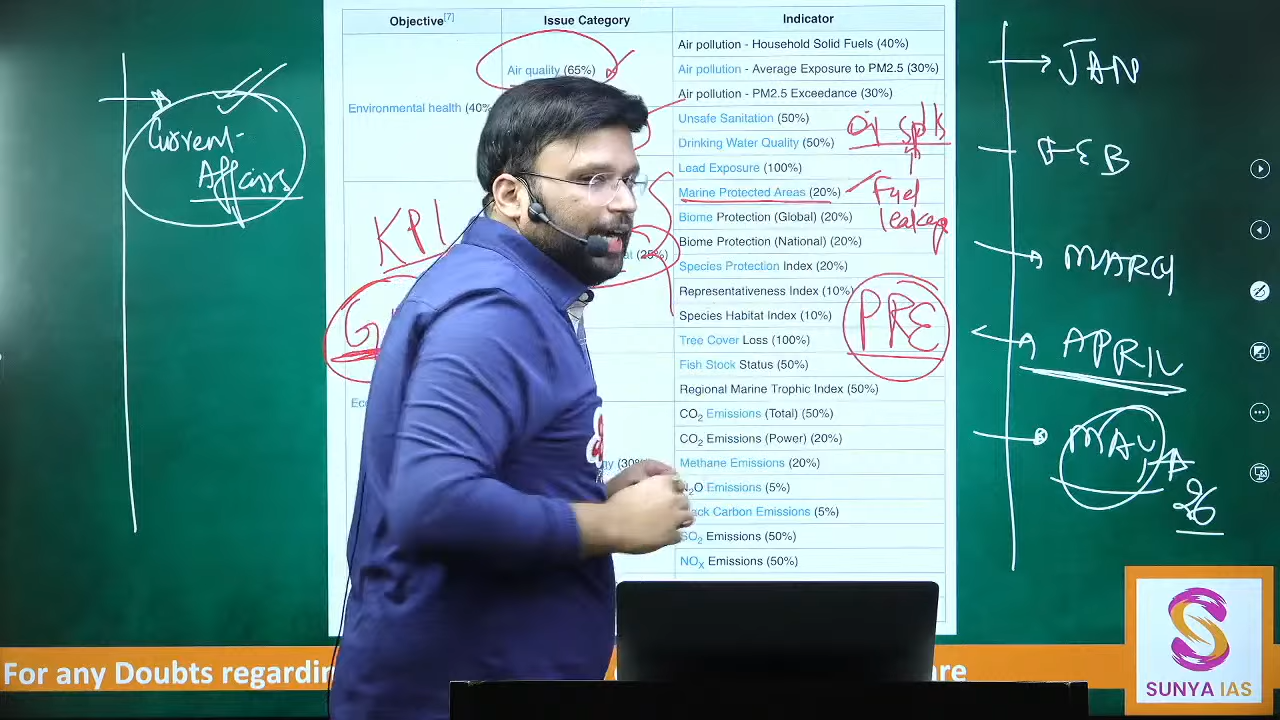 Objective[7]
Issue Category
Indicator
Environmental health (40%
Air quality (65%)
Air pollution - Household Solid Fuels (40%)
Air pollution - Average Exposure to PM2.5 (30%)
Air pollution - PM2.5 Exceedance (30%)
Unsafe Sanitation (50%)
Drinking Water Quality (50%)
Lead Exposure (100%)
Marine Protected Areas (20%)
Biome Protection (Global) (20%)
(25%)
Biome Protection (National) (20%)
Species Protection Index (20%)
Representativeness Index (10%)
Species Habitat Index (10%)
Tree Cover Loss (100%)
Fish Stock Status (50%)
Regional Marine Trophic Index (50%)
CO2 Emissions (Total) (50%)
CO2 Emissions (Power) (20%)
(30%)
Methane Emissions (20%)
N2O Emissions (5%)
Carbon Emissions (5%)
SO2 Emissions (50%)
NOX Emissions (50%)
Current
Affairs
KPI
G
Fuel
leakage
PRE
JAN
FEB
MARCH
APRIL
MAY
26
For any Doubts
SUNYA IAS